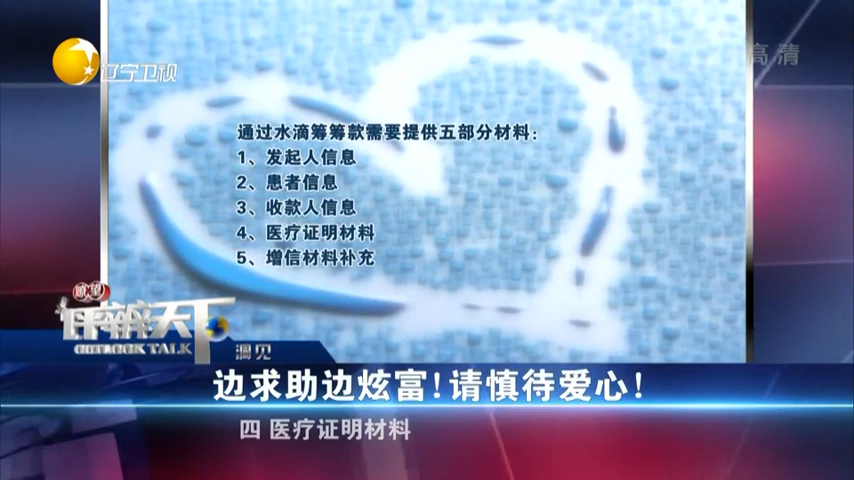 辽宁卫视
高清
通过水滴筹筹款需要提供五部分材料：
1、发起人信息
2、患者信息
3、收款人信息
4、医疗证明材料
5、增信材料补充
瞭望
评辨天下
OUTLOOK TALK
洞见
边求助边炫富！请慎待爱心！
四 医疗证明材料